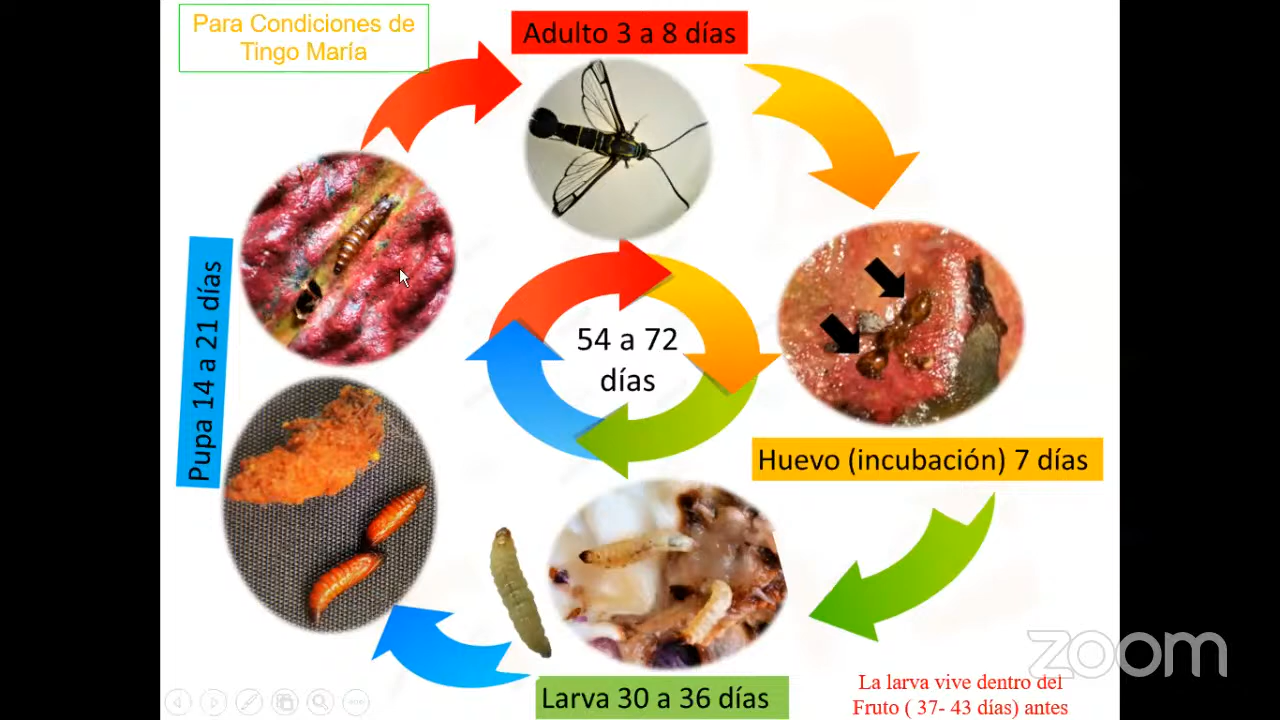 Para Condiciones de
Tingo María
Adulto 3 a 8 días
54 a 72
días
Huevo (incubación) 7 días
Pupa 14 a 21 días
Larva 30 a 36 días
La larva vive dentro del
Fruto ( 37- 43 días) antes
zoom